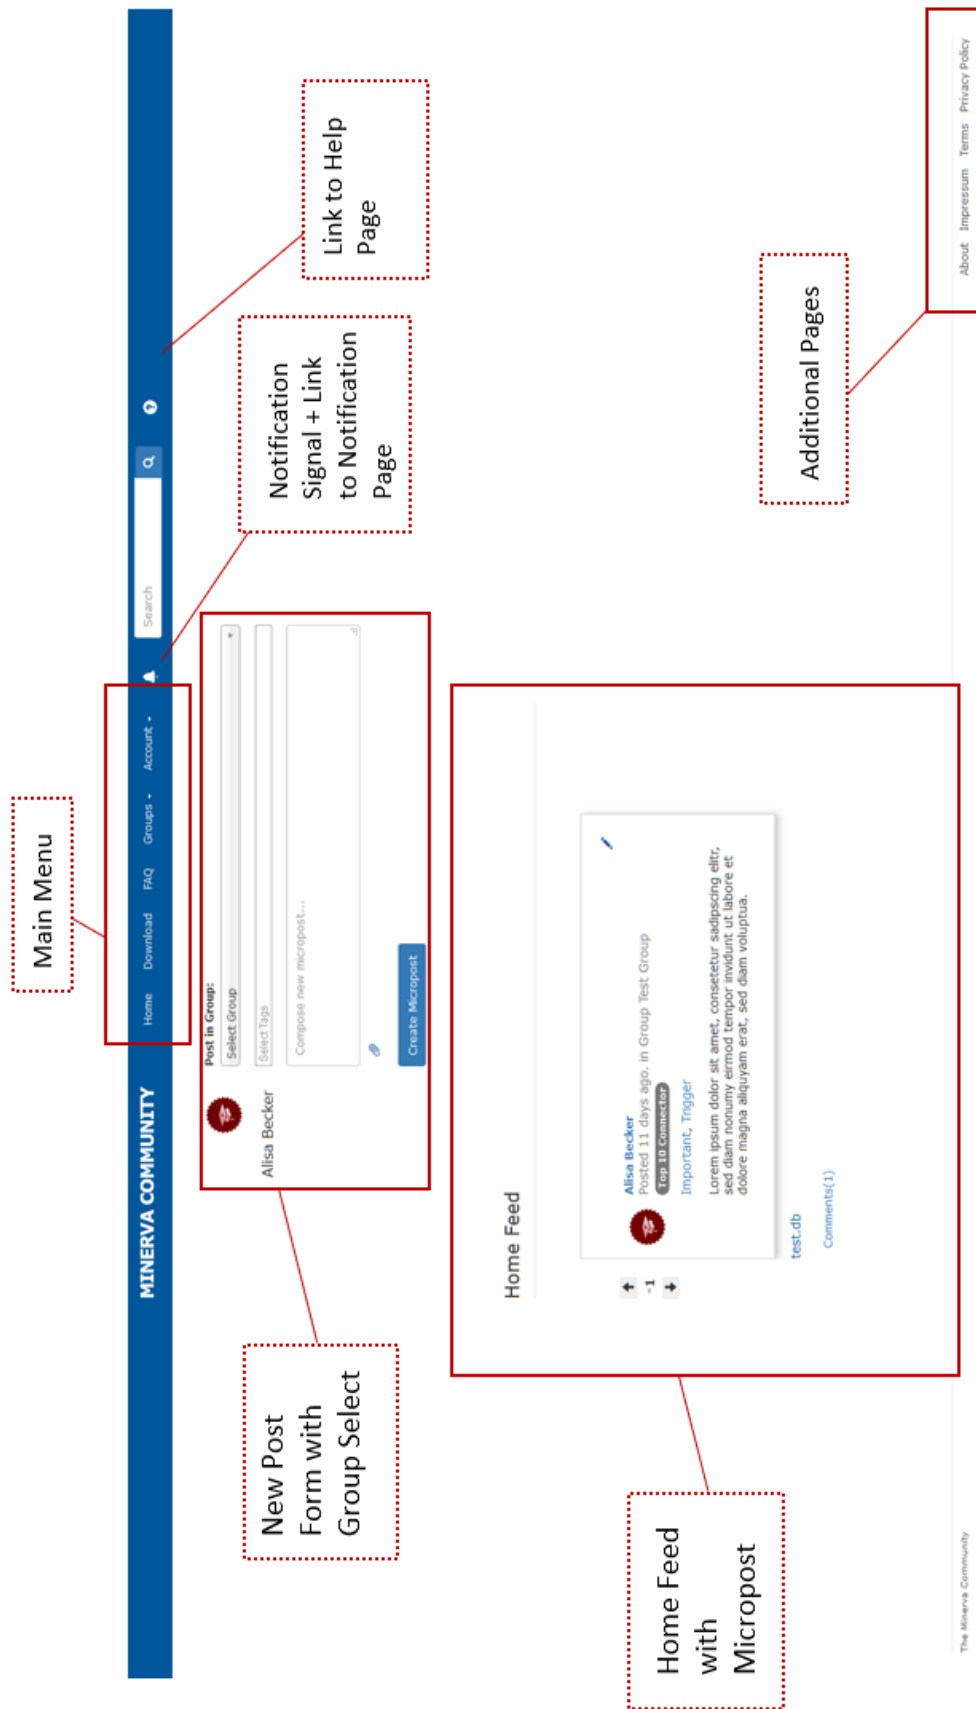 Main Menu
MINERVA COMMUNITY
Home Download FAQ Groups Account
Search
Link to Help
Page
Notification
Signal + Link
to Notification
Page
New Post
Form with
Group Select
Alisa Becker
Post in Group:
Select Group
Select Tags
Compose new micropost...
Create Micropost
Home Feed
with
Micropost
Home Feed
-1
Alisa Becker
Posted 11 days ago. in Group Test Group
Top 10 Connector
Important, Trigger
Lorem ipsum dolor sit amet, consetetur sadipscing elitr,
sed diam nonumy eirmod tempor invidunt ut labore et
dolore magna aliquyam erat, sed diam voluptua.
test.db
Comments(1)
Additional Pages
The Minerva Community
About Impressum Terms Privacy Policy